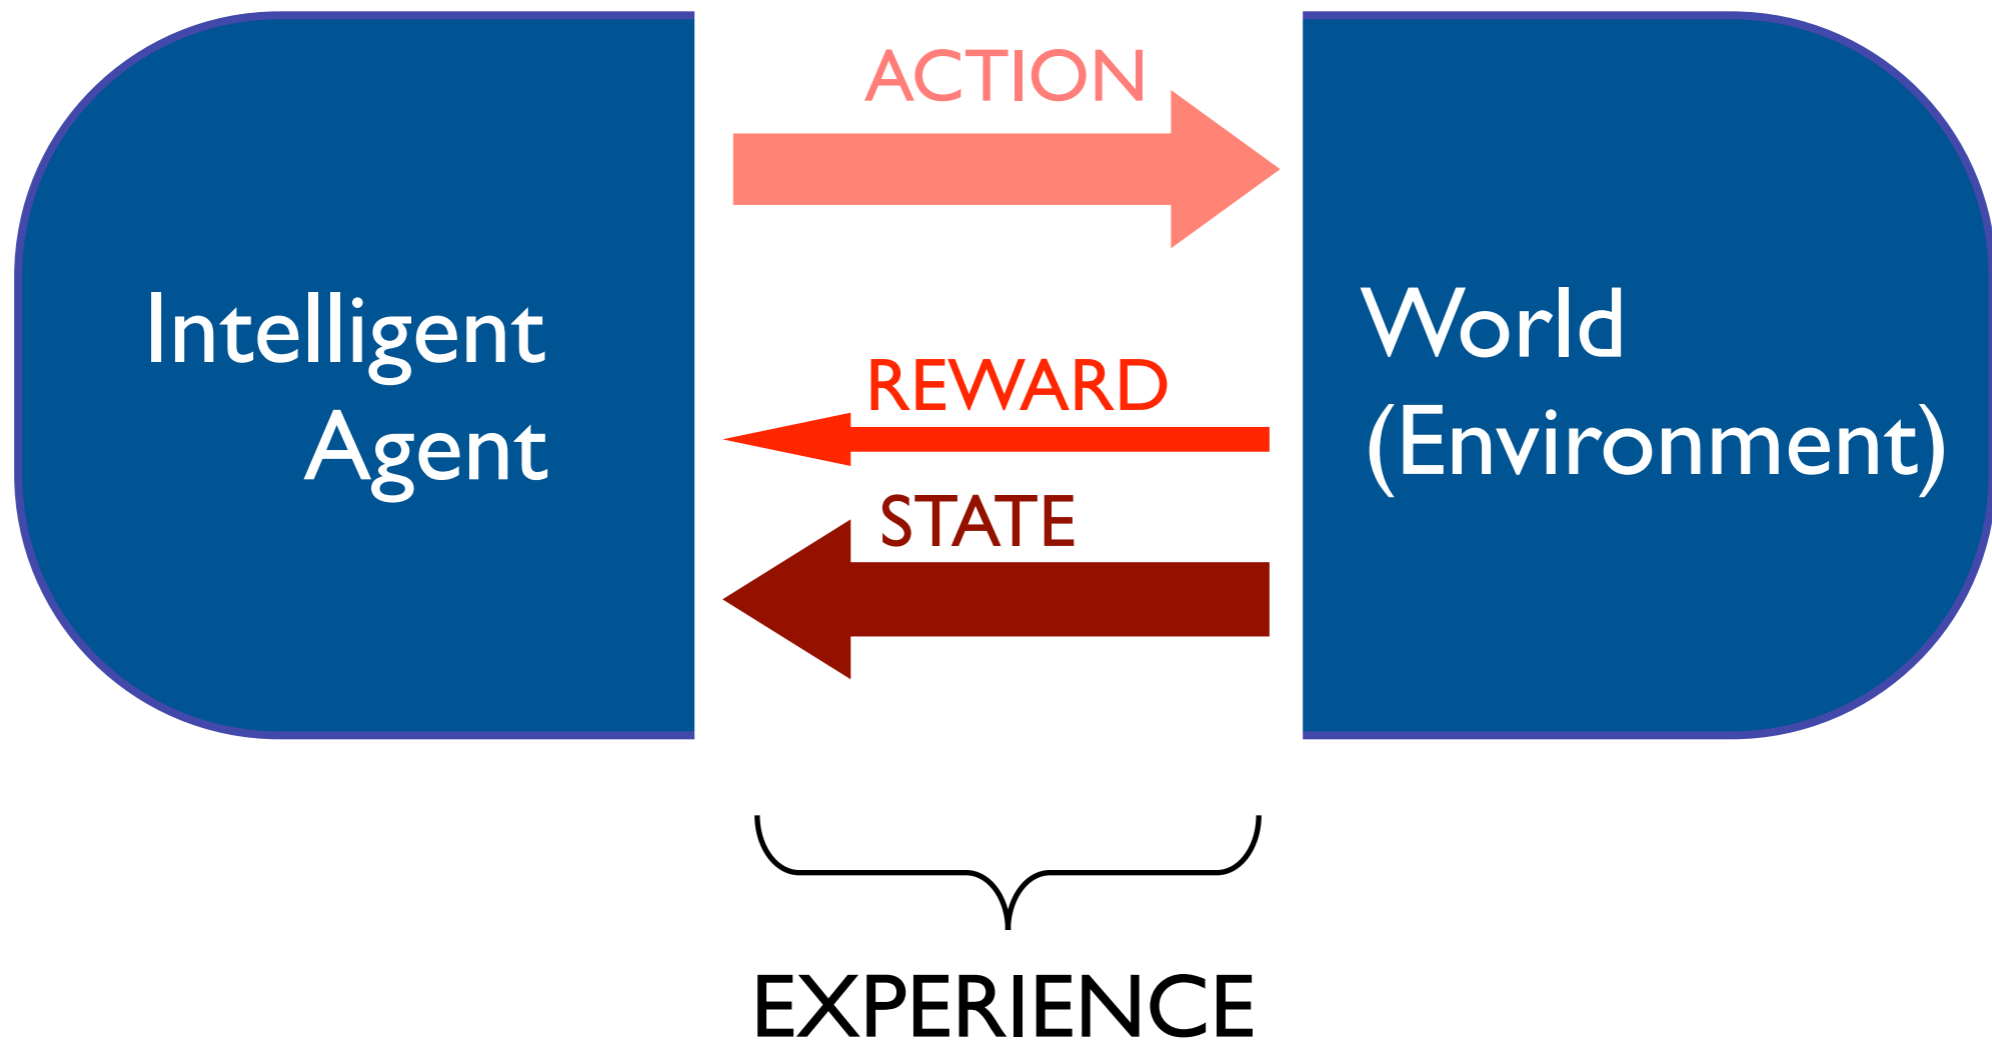 ACTION
Intelligent
Agent
REWARD
STATE
World
(Environment)
EXPERIENCE